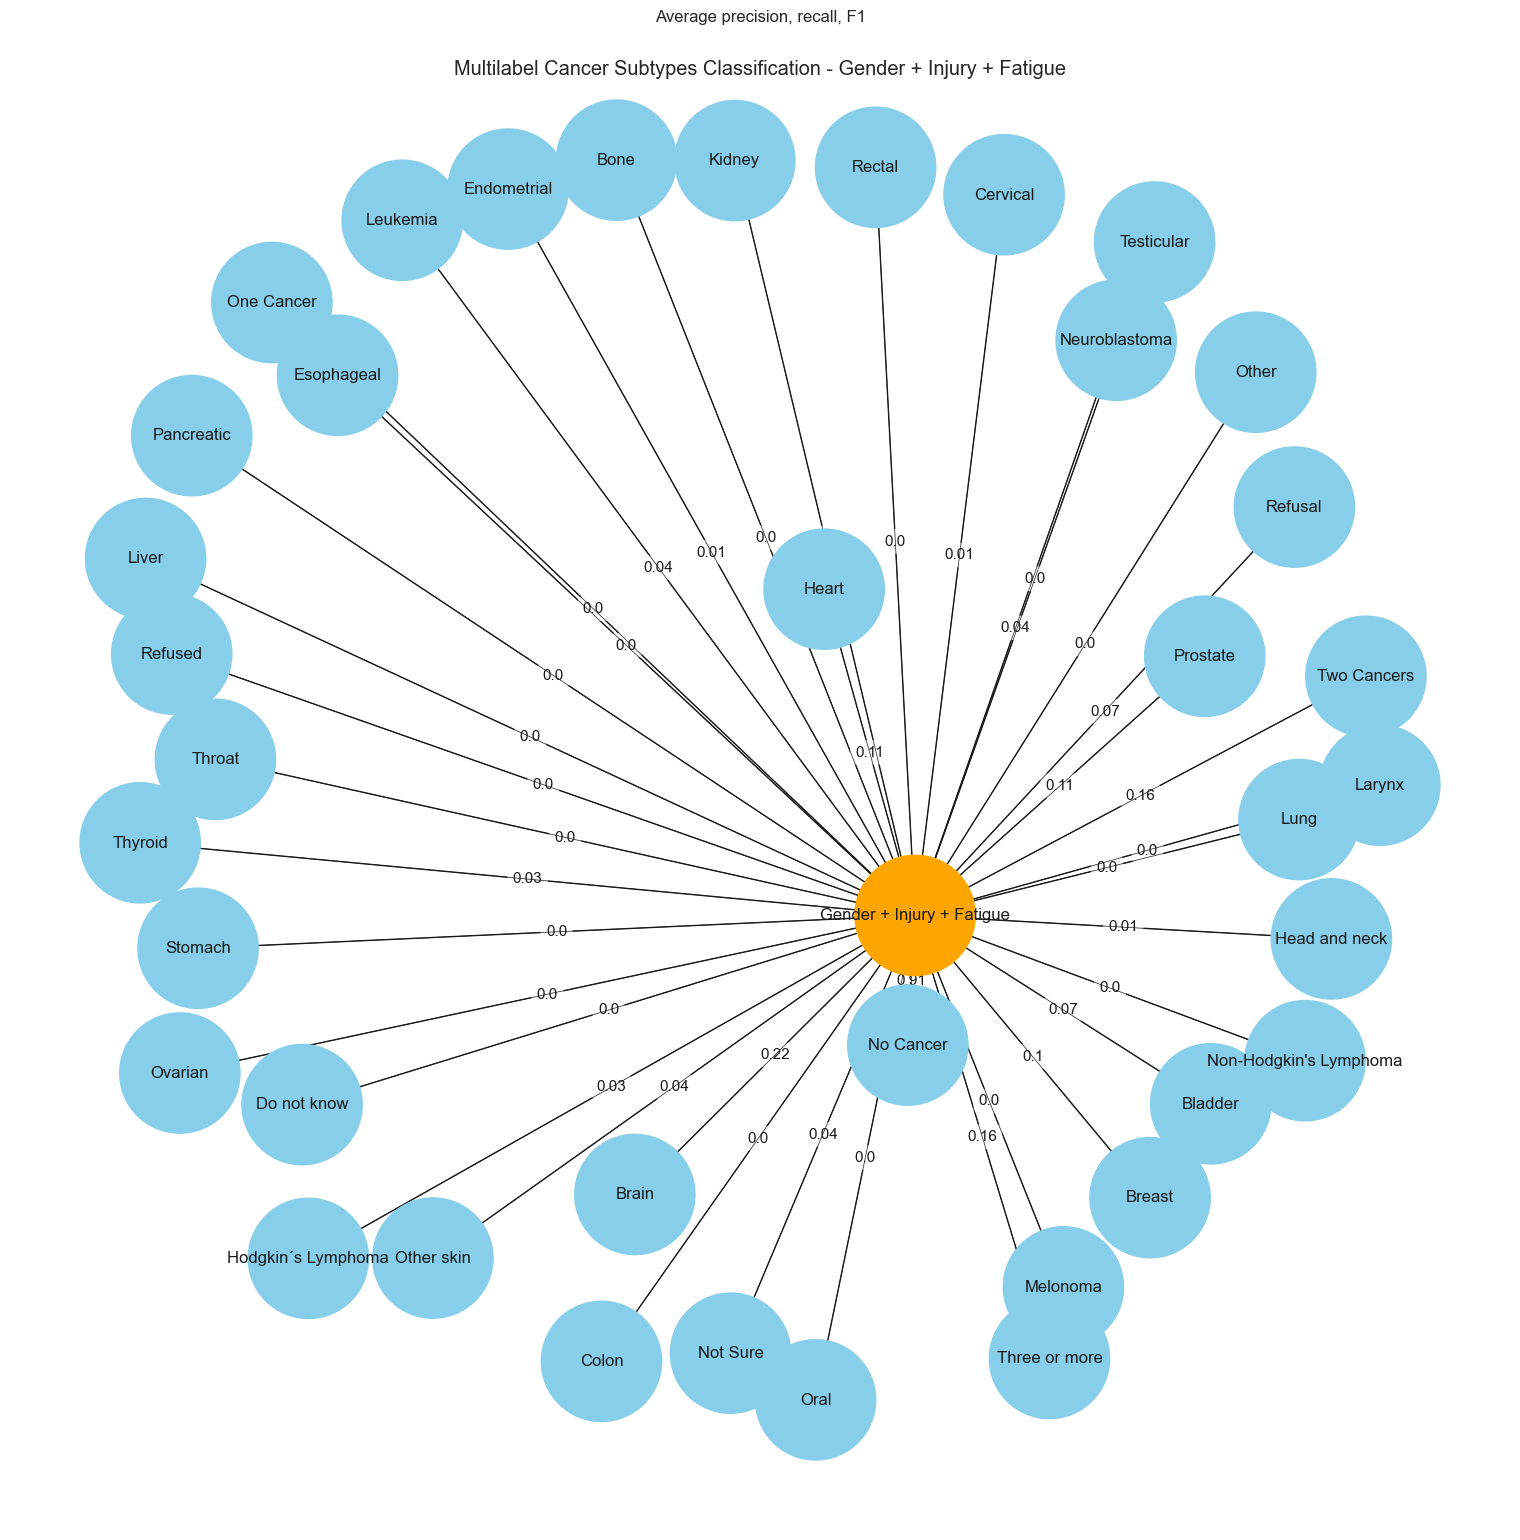 Average precision, recall, F1
Multilabel Cancer Subtypes Classification - Gender + Injury + Fatigue
Bone
Kidney
Rectal
Endometrial
Cervical
Leukemia
Testicular
One Cancer
Neuroblastoma
Esophageal
Other
Pancreatic
Refusal
0.0
0.0
0.01
0.01
Liver
0.04
0.0
Heart
0.0
0.04
0.0
0.0
Refused
Prostate
0.0
Two Cancers
0.07
0.0
0.11
Throat
0.0
0.11
Larynx
0.16
Lung
0.0
Thyroid
0.0
0.0
0.03
Gender + Injury + Fatigue
0.01
0.0
Stomach
Head and neck
0.91
0.0
0.0
0.0
0.07
No Cancer
0.22
0.1
Non-Hodgkin's Lymphoma
Ovarian
0.03
0.04
Do not know
0.0
Bladder
0.04
0.16
0.0
0.0
Brain
Breast
Hodgkin´s Lymphoma
Other skin
Melonoma
Not Sure
Three or more
Colon
Oral